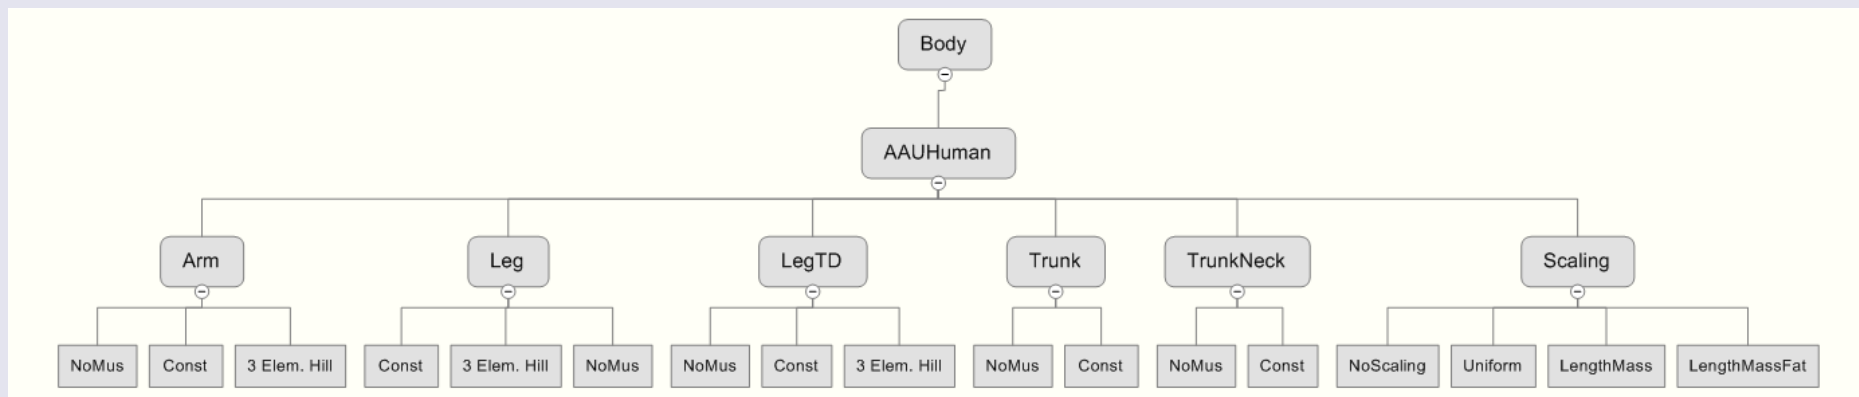 Body
AAUHuman
Arm
Leg
LegTD
Trunk
TrunkNeck
Scaling
NoMus
Const
3 Elem. Hill
Const
3 Elem. Hill
NoMus
NoMus
Const
3 Elem. Hill
NoMus
Const
NoMus
Const
NoScaling
Uniform
LengthMass
LengthMassFat